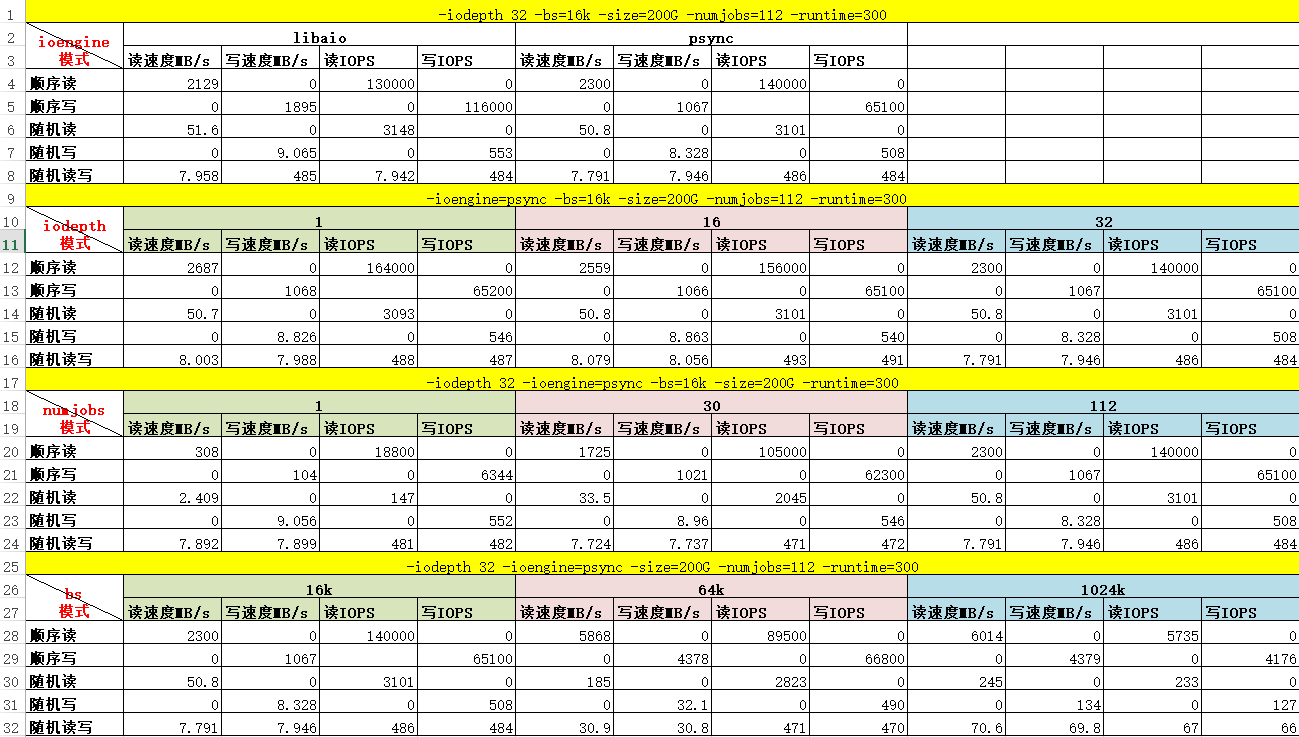 1 -iodepth 32 -bs=16k -size=200G -numjobs=112 -runtime=300
2 ioengine libaio psync
3 模式 读速度MB/s 写速度MB/s 读IOPS 写IOPS 读速度MB/s 写速度MB/s 读IOPS 写IOPS
4 顺序读 2129 0 130000 0 2300 0 140000 0
5 顺序写 0 1895 0 116000 0 1067 65100
6 随机读 51.6 0 3148 0 50.8 0 3101 0
7 随机写 0 9.065 0 553 0 8.328 0 508
8 随机读写 7.958 485 7.942 484 7.791 7.946 486 484
9 -ioengine=psync -bs=16k -size=200G -numjobs=112 -runtime=300
10 iodepth 1 16 32
11 模式 读速度MB/s 写速度MB/s 读IOPS 写IOPS 读速度MB/s 写速度MB/s 读IOPS 写IOPS 读速度MB/s 写速度MB/s 读IOPS 写IOPS
12 顺序读 2687 0 164000 0 2559 0 156000 0 2300 0 140000 0
13 顺序写 0 1068 65200 0 1066 0 65100 0 1067 65100
14 随机读 50.7 0 3093 0 50.8 0 3101 0 50.8 0 3101 0
15 随机写 0 8.826 0 546 0 8.863 0 540 0 8.328 0 508
16 随机读写 8.003 7.988 488 487 8.079 8.056 493 491 7.791 7.946 486 484
17 -iodepth 32 -ioengine=psync -bs=16k -size=200G -runtime=300
18 numjobs 1 30 112
19 模式 读速度MB/s 写速度MB/s 读IOPS 写IOPS 读速度MB/s 写速度MB/s 读IOPS 写IOPS 读速度MB/s 写速度MB/s 读IOPS 写IOPS
20 顺序读 308 0 18800 0 1725 0 105000 0 2300 0 140000 0
21 顺序写 0 104 0 6344 0 1021 0 62300 0 1067 65100
22 随机读 2.409 0 147 0 33.5 0 2045 0 50.8 0 3101 0
23 随机写 0 9.056 0 552 0 8.96 0 546 0 8.328 0 508
24 随机读写 7.892 7.899 481 482 7.724 7.737 471 472 7.791 7.946 486 484
25 -iodepth 32 -ioengine=psync -size=200G -numjobs=112 -runtime=300
26 bs 16k 64k 1024k
27 模式 读速度MB/s 写速度MB/s 读IOPS 写IOPS 读速度MB/s 写速度MB/s 读IOPS 写IOPS 读速度MB/s 写速度MB/s 读IOPS 写IOPS
28 顺序读 2300 0 140000 0 5868 0 89500 0 6014 0 5735 0
29 顺序写 0 1067 65100 0 4378 0 66800 0 4379 0 4176
30 随机读 50.8 0 3101 0 185 0 2823 0 245 0 233 0
31 随机写 0 8.328 0 508 0 32.1 0 490 0 134 0 127
32 随机读写 7.791 7.946 486 484 30.9 30.8 471 470 70.6 69.8 67 66